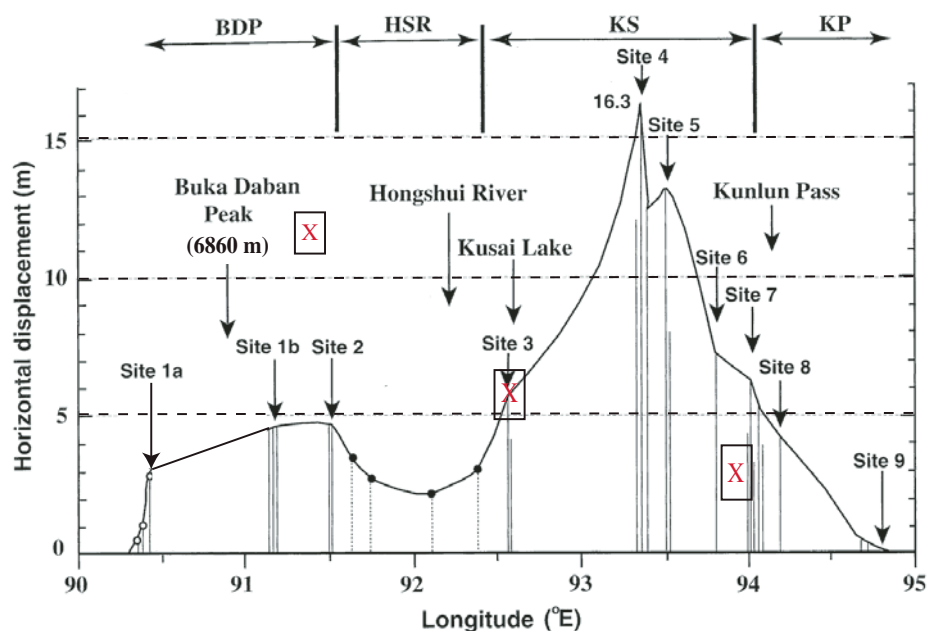 BDP HSR KS KP
Site 4
16.3
Site 5
15
Buka Daban
Peak
(6860 m)
X
Hongshui River
Kunlun Pass
Kusai Lake
10
Site 6
Site 7
Site 1b
Site 2
Site 3
Site 1a
Site 8
X
5
Site 9
X
0
90 91 92 93 94 95
Longitude (°E)
Horizontal displacement (m)